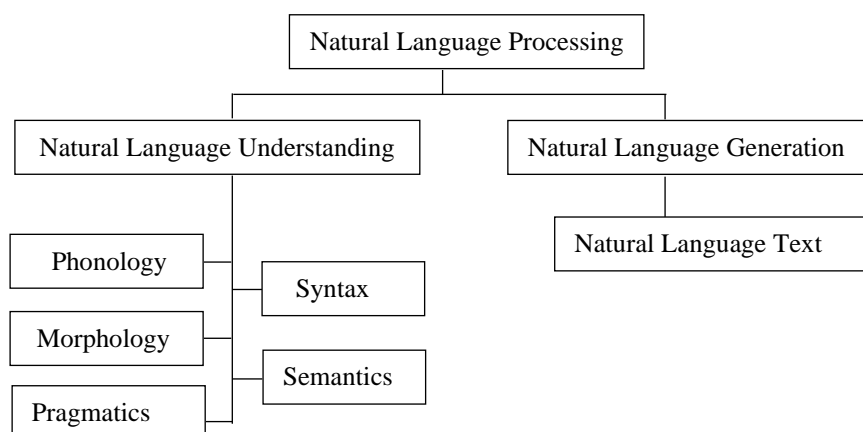 Natural Language Processing
Natural Language Understanding
Natural Language Generation
Natural Language Text
Phonology
Syntax
Morphology
Semantics
Pragmatics